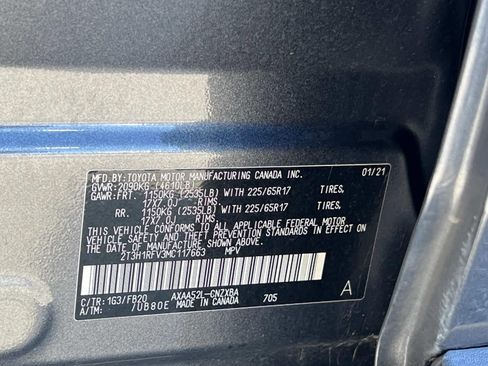 MFD.BY:TOYOTA MOTOR MANUFACTURING CANADA INC. 01/21
GVWR:2090KG (4610LB)
GAWR:FRT. 1150KG (2535LB) WITH 225/65R17 TIRES,
17X7.0J RIMS,
RR. 1150KG (2535LB) WITH 225/65R17 TIRES,
17X7.0J RIMS,
THIS VEHICLE CONFORMS TO ALL APPLICABLE FEDERAL MOTOR
VEHICLE SAFETY AND THEFT PREVENTION STANDARDS IN EFFECT
ON THE DATE OF MANUFACTURE SHOWN ABOVE.
2T3H1RFV3MC117663 MPV
A
C/TR:1G3/FB20 AXAA52L-CNZXBA
A/TM: /UB80E MADE IN CANADA 705